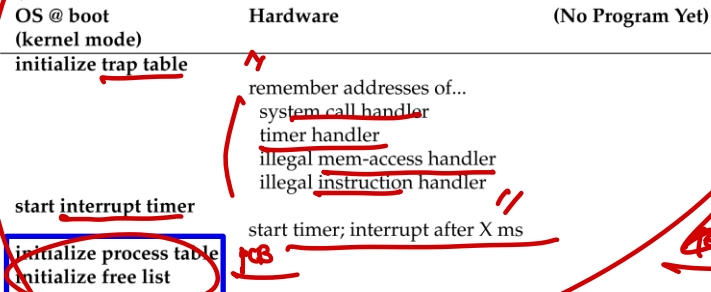 OS @ boot Hardware (No Program Yet)
(kernel mode)
initialize trap table
remember addresses of...
system call handler
timer handler
illegal mem-access handler
illegal instruction handler
start interrupt timer
start timer; interrupt after X ms
initialize process table PCB
initialize free list